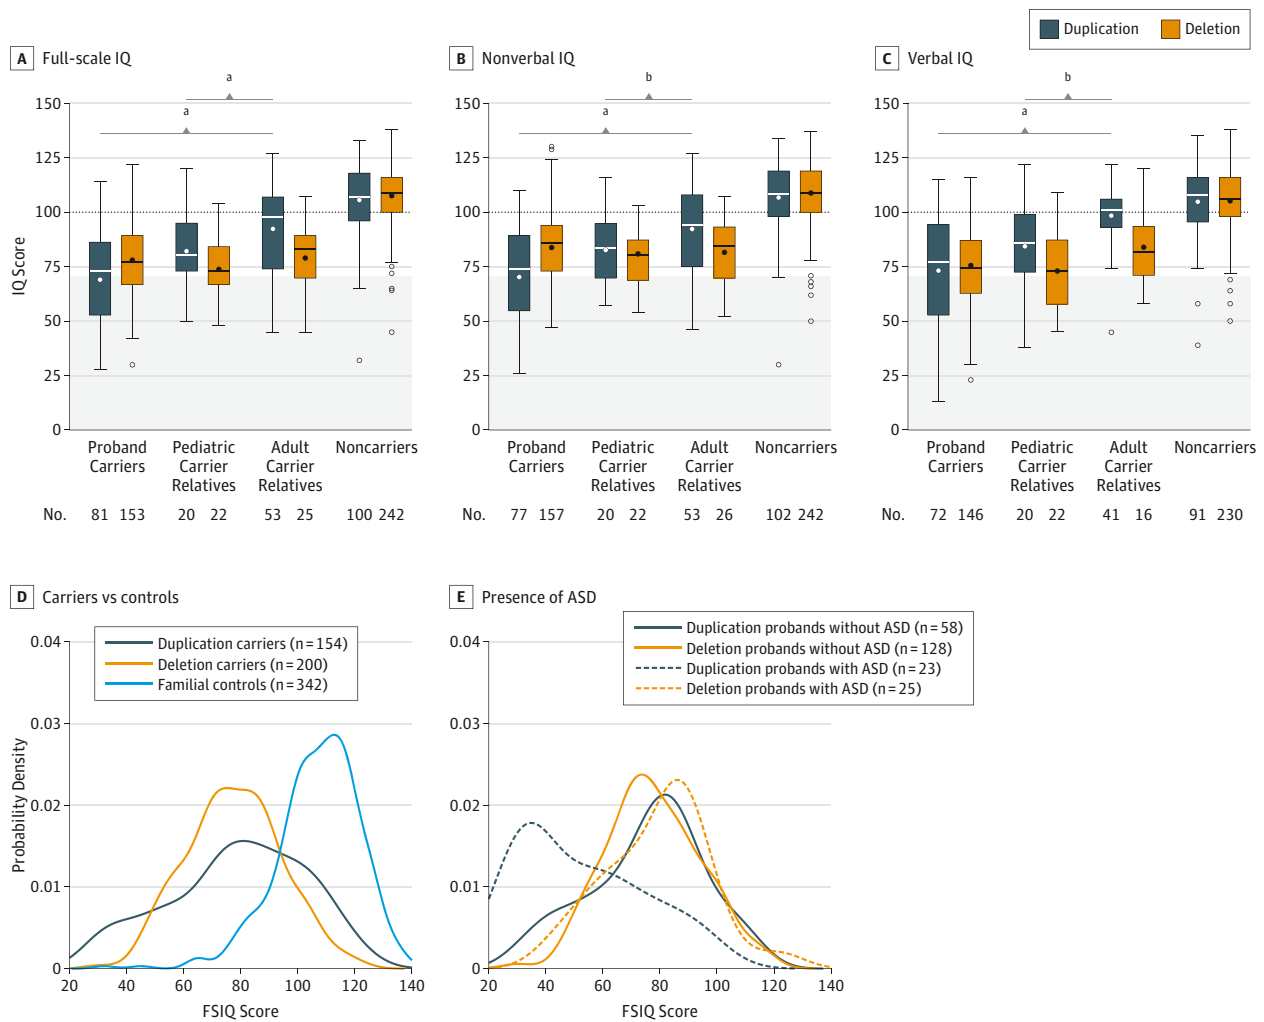 Duplication Deletion
A Full-scale IQ
B Nonverbal IQ
C Verbal IQ
IQ Score
150
125
100
75
50
25
0
a
a
Proband Carriers
Pediatric Carrier Relatives
Adult Carrier Relatives
Noncarriers
No. 81 153 20 22 53 25 100 242
150
125
100
75
50
25
0
b
a
Proband Carriers
Pediatric Carrier Relatives
Adult Carrier Relatives
Noncarriers
No. 77 157 20 22 53 26 102 242
150
125
100
75
50
25
0
b
a
Proband Carriers
Pediatric Carrier Relatives
Adult Carrier Relatives
Noncarriers
No. 72 146 20 22 41 16 91 230
D Carriers vs controls
Duplication carriers (n = 154)
Deletion carriers (n = 200)
Familial controls (n = 342)
Probability Density
0.04
0.03
0.02
0.01
0
20 40 60 80 100 120 140
FSIQ Score
E Presence of ASD
Duplication probands without ASD (n = 58)
Deletion probands without ASD (n = 128)
Duplication probands with ASD (n = 23)
Deletion probands with ASD (n = 25)
0.04
0.03
0.02
0.01
0
20 40 60 80 100 120 140
FSIQ Score